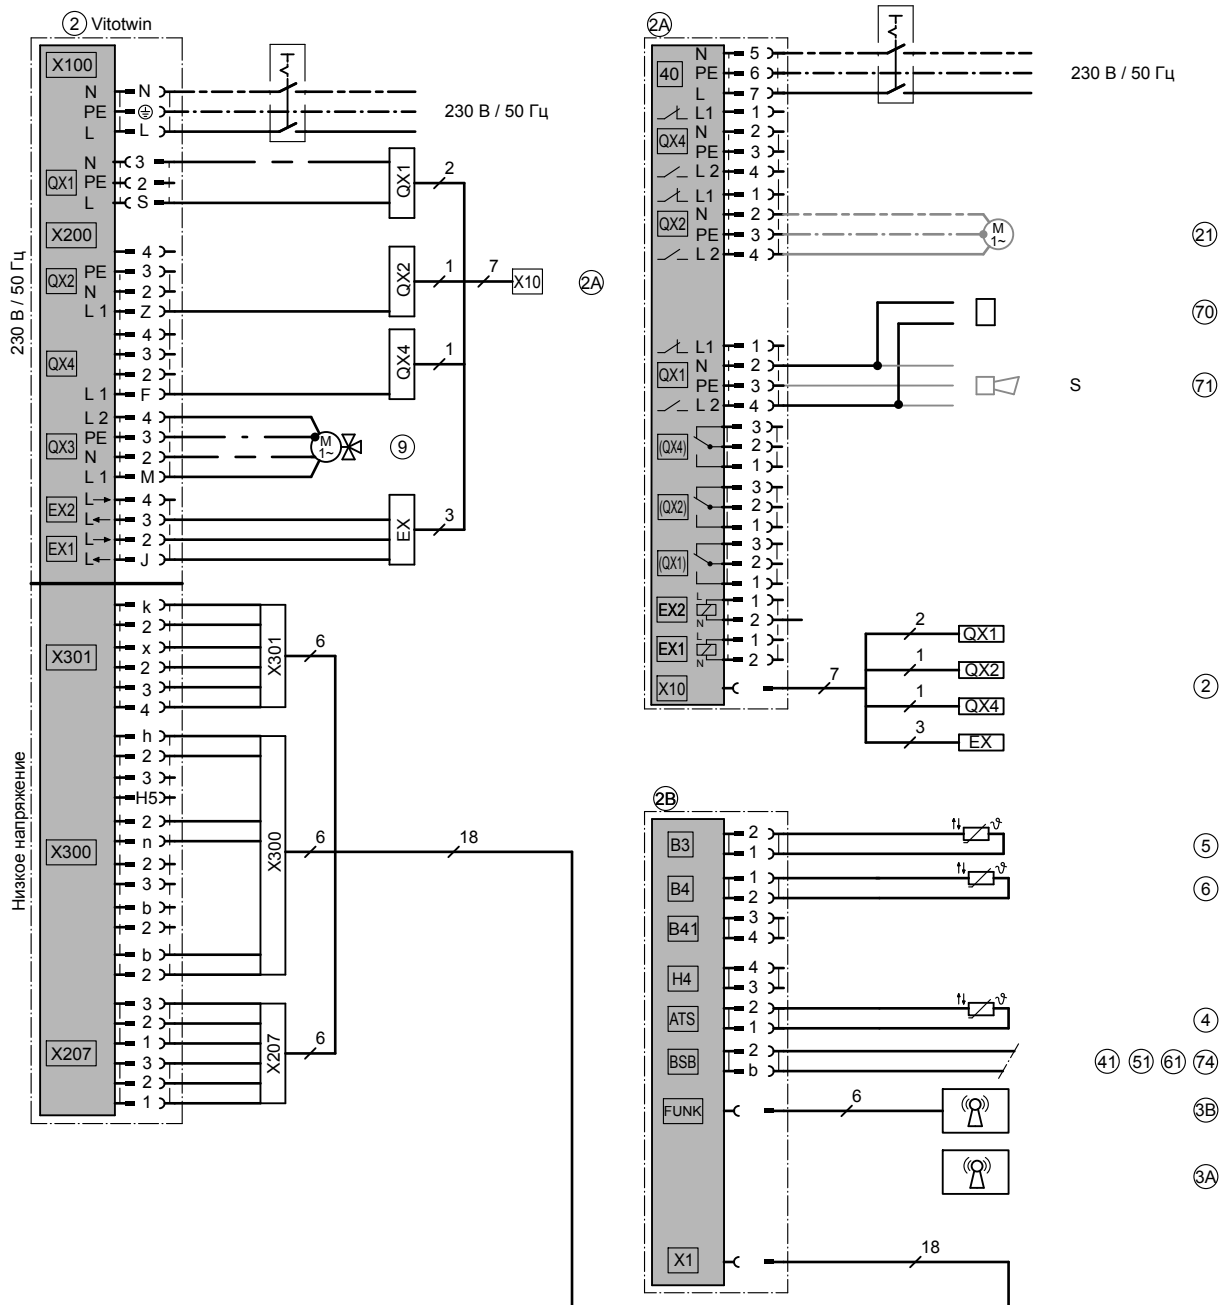 2 Vitotwin
X100
N N
PE
L L
230 В / 50 Гц
N 3
QX1 PE 2
L S
QX1
2
X200
4
PE 3
QX2 N 2
L 1 Z
QX2
1
7
X10
2A
4
3
QX4 2
L 1 F
QX4
1
L 2 4
PE 3
QX3 N 2
L 1 M
M
1~
9
EX2 L 4
L 3
EX1 L 2
L J
EX
3
230 В / 50 Гц
k
2
X301 x
2
3
4
X301
6
h
2
3
H5
2
X300 n
2
3
b
2
b
2
X300
6
18
3
2
X207 1
3
2
1
X207
6
Низкое напряжение
2A
N 5
40 PE 6
L 7
230 В / 50 Гц
L1 1
QX4 N 2
PE 3
L 2 4
L1 1
QX2 N 2
PE 3
L 2 4
M
1~
21
70
L1 1
QX1 N 2
PE 3
L 2 4
S
71
(QX4) 3
2
1
(QX2) 3
2
1
(QX1) 3
2
1
EX2 L 1
N 2
EX1 L 1
N 2
X10
7
2
QX1
1
QX2
1
QX4
3
EX
2
2B
B3 2
1
ϑ
5
B4 1
2
ϑ
6
B41 3
4
H4 4
3
ATS 2
1
ϑ
4
BSB 2
b
41 51 61 74
FUNK
6
3B
3A
X1
18